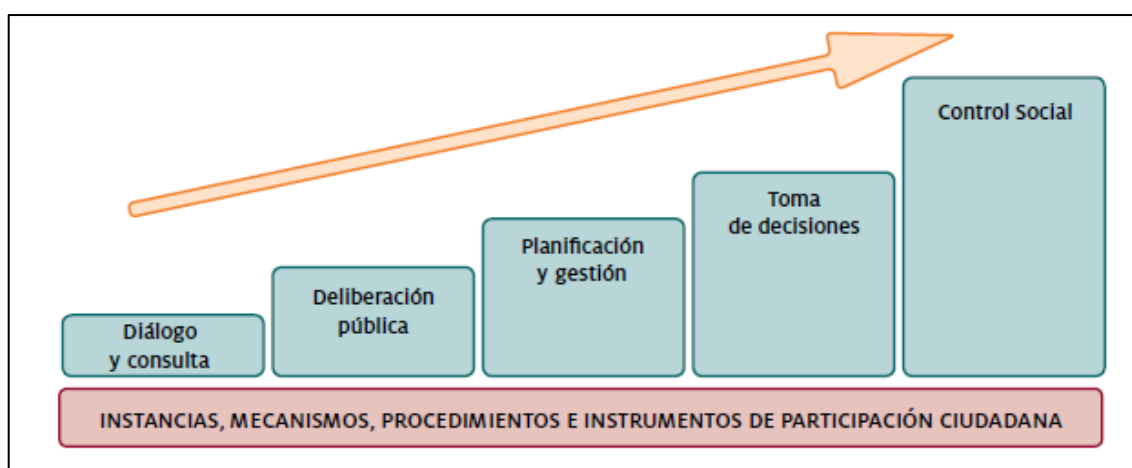 Diálogo
y consulta
Deliberación
pública
Planificación
y gestión
Toma
de decisiones
Control Social
INSTANCIAS, MECANISMOS, PROCEDIMIENTOS E INSTRUMENTOS DE PARTICIPACIÓN CIUDADANA